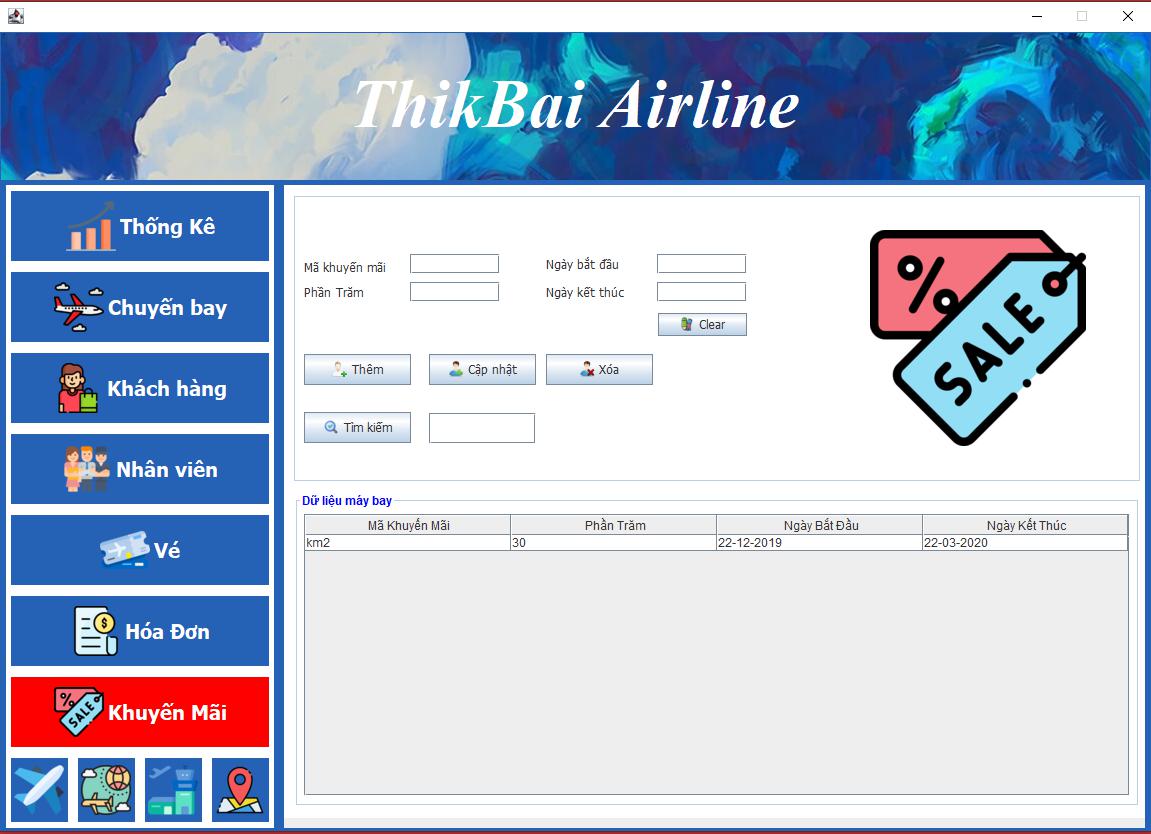 ThikBai Airline
Thống Kê
Chuyến bay
Khách hàng
Nhân viên
Vé
Hóa Đơn
$
Khuyến Mãi
% SALE
Mã khuyến mãi
Ngày bắt đầu
Phần Trăm
Ngày kết thúc
Clear
Thêm
Cập nhật
Xóa
Tìm kiếm
% SALE
Dữ liệu máy bay
Mã Khuyến Mãi Phần Trăm Ngày Bắt Đầu Ngày Kết Thúc
km2 30 22-12-2019 22-03-2020